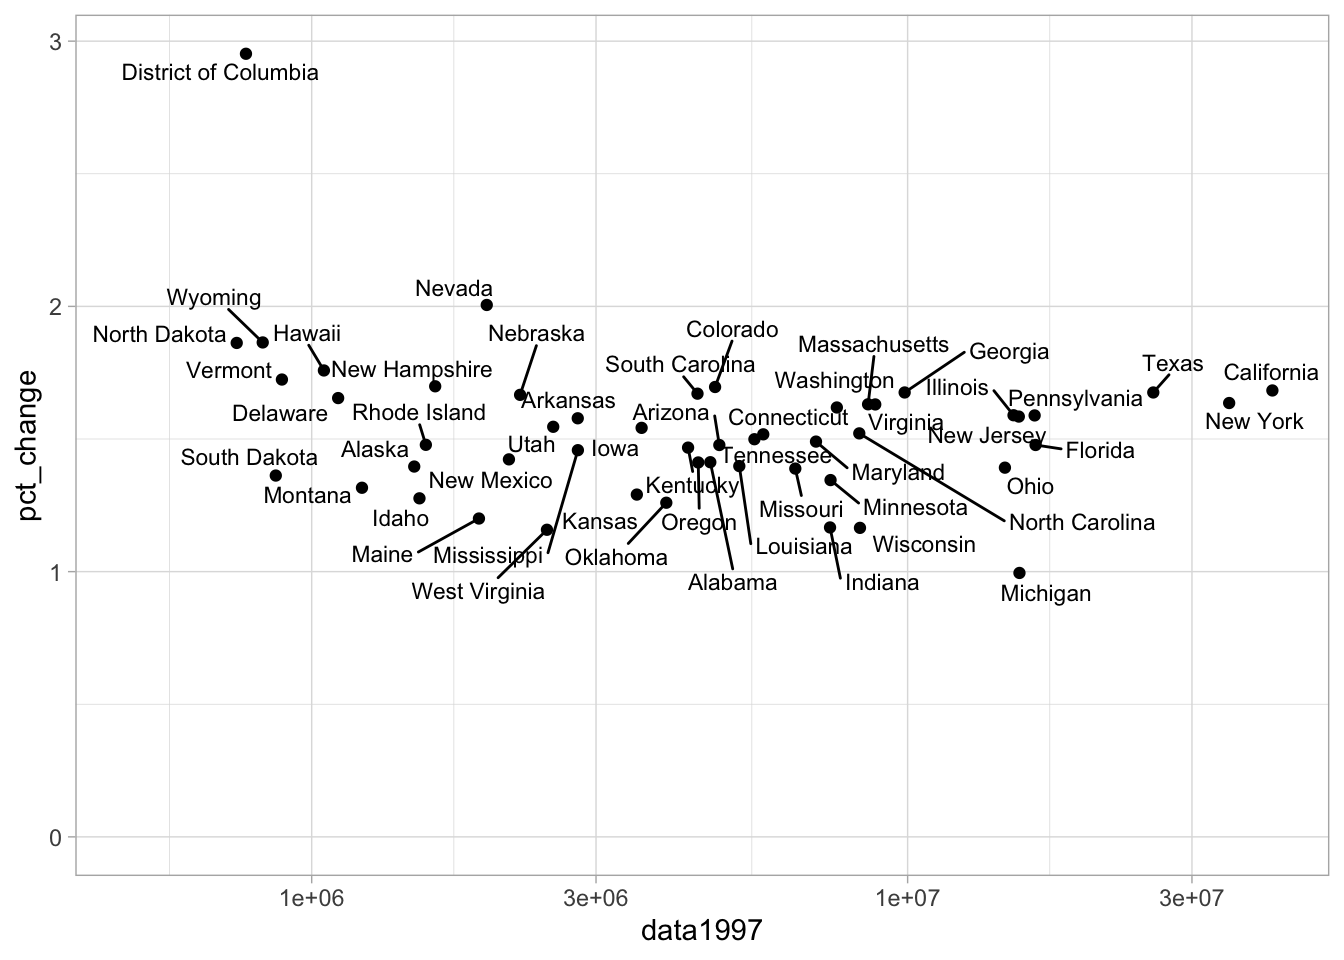 3
District of Columbia
Nevada
Wyoming
2
North Dakota
Hawaii
Nebraska
Colorado
Massachusetts
Georgia
South Carolina
Texas
California
Vermont
New Hampshire
Washington
Illinois
Pennsylvania
Delaware
Rhode Island
Arkansas
Arizona
Connecticut
Virginia
New York
New Jersey
Utah
Iowa
Alaska
Tennessee
Florida
South Dakota
Maryland
New Mexico
Kentucky
Ohio
Montana
Missouri
Minnesota
Idaho
Kansas
Oregon
North Carolina
Maine
Mississippi
Oklahoma
Louisiana
Wisconsin
1
West Virginia
Alabama
Indiana
Michigan
0
pct_change
1e+06
3e+06
1e+07
3e+07
data1997